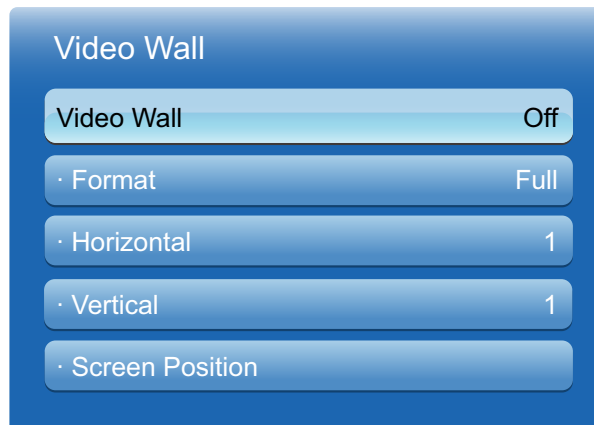 Video Wall
Video Wall Off
· Format Full
· Horizontal 1
· Vertical 1
· Screen Position